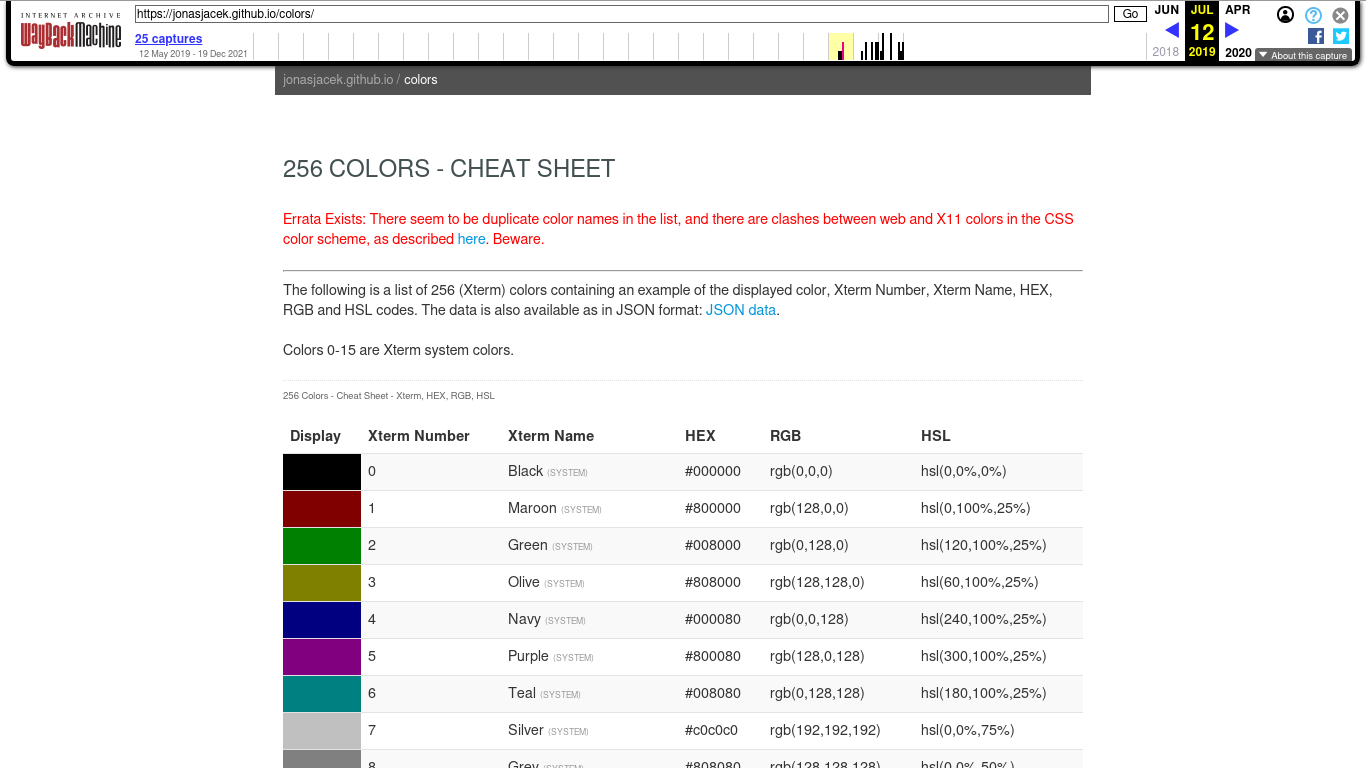 INTERNET ARCHIVE
WayBackMachine
https://jonasjacek.github.io/colors/
Go
JUN
JUL
APR
25 captures
12
12 May 2019 - 19 Dec 2021
2018
2019
2020
About this capture
jonasjacek.github.io / colors
256 COLORS - CHEAT SHEET
Errata Exists: There seem to be duplicate color names in the list, and there are clashes between web and X11 colors in the CSS
color scheme, as described here. Beware.
The following is a list of 256 (Xterm) colors containing an example of the displayed color, Xterm Number, Xterm Name, HEX,
RGB and HSL codes. The data is also available as in JSON format: JSON data.
Colors 0-15 are Xterm system colors.
256 Colors - Cheat Sheet - Xterm, HEX, RGB, HSL
Display Xterm Number Xterm Name HEX RGB HSL
0 Black (SYSTEM) #000000 rgb(0,0,0) hsl(0,0%,0%)
1 Maroon (SYSTEM) #800000 rgb(128,0,0) hsl(0,100%,25%)
2 Green (SYSTEM) #008000 rgb(0,128,0) hsl(120,100%,25%)
3 Olive (SYSTEM) #808000 rgb(128,128,0) hsl(60,100%,25%)
4 Navy (SYSTEM) #000080 rgb(0,0,128) hsl(240,100%,25%)
5 Purple (SYSTEM) #800080 rgb(128,0,128) hsl(300,100%,25%)
6 Teal (SYSTEM) #008080 rgb(0,128,128) hsl(180,100%,25%)
7 Silver (SYSTEM) #c0c0c0 rgb(192,192,192) hsl(0,0%,75%)
8 Grey (SYSTEM) #808080 rgb(128,128,128) hsl(0,0%,50%)